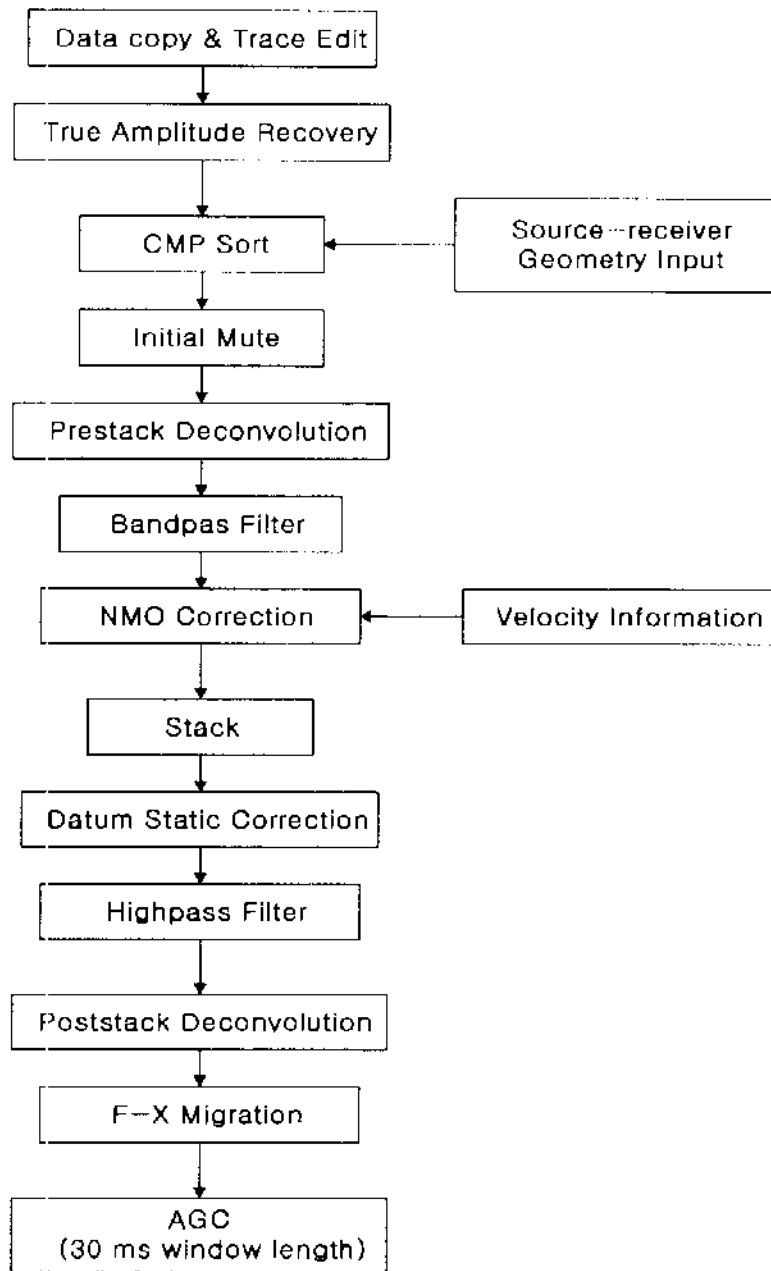 Data copy & Trace Edit
True Amplitude Recovery
CMP Sort
Source-receiver
Geometry Input
Initial Mute
Prestack Deconvolution
Bandpas Filter
NMO Correction
Velocity Information
Stack
Datum Static Correction
Highpass Filter
Poststack Deconvolution
F-X Migration
AGC
(30 ms window length)